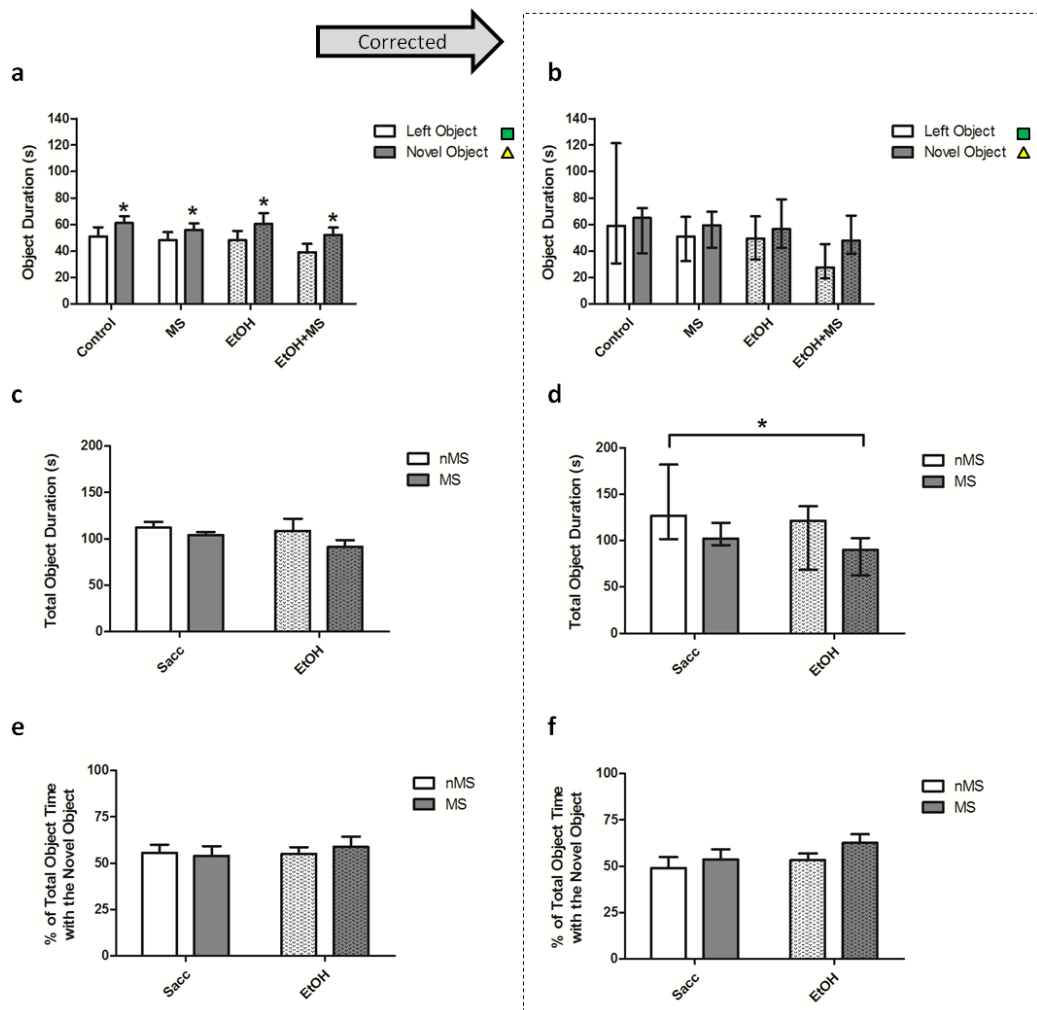 Corrected
a
Object Duration (s)
140
120
100
80
60
40
20
0
* * * *
Control
MS
EtOH
EtOH+MS
Left Object
Novel Object
b
Object Duration (s)
140
120
100
80
60
40
20
0
Control
MS
EtOH
EtOH+MS
Left Object
Novel Object
c
Total Object Duration (s)
200
150
100
50
0
Sacc
EtOH
nMS
MS
d
Total Object Duration (s)
200
150
100
50
0
*
Sacc
EtOH
nMS
MS
e
% of Total Object Time
with the Novel Object
100
75
50
25
0
Sacc
EtOH
nMS
MS
f
% of Total Object Time
with the Novel Object
100
75
50
25
0
Sacc
EtOH
nMS
MS